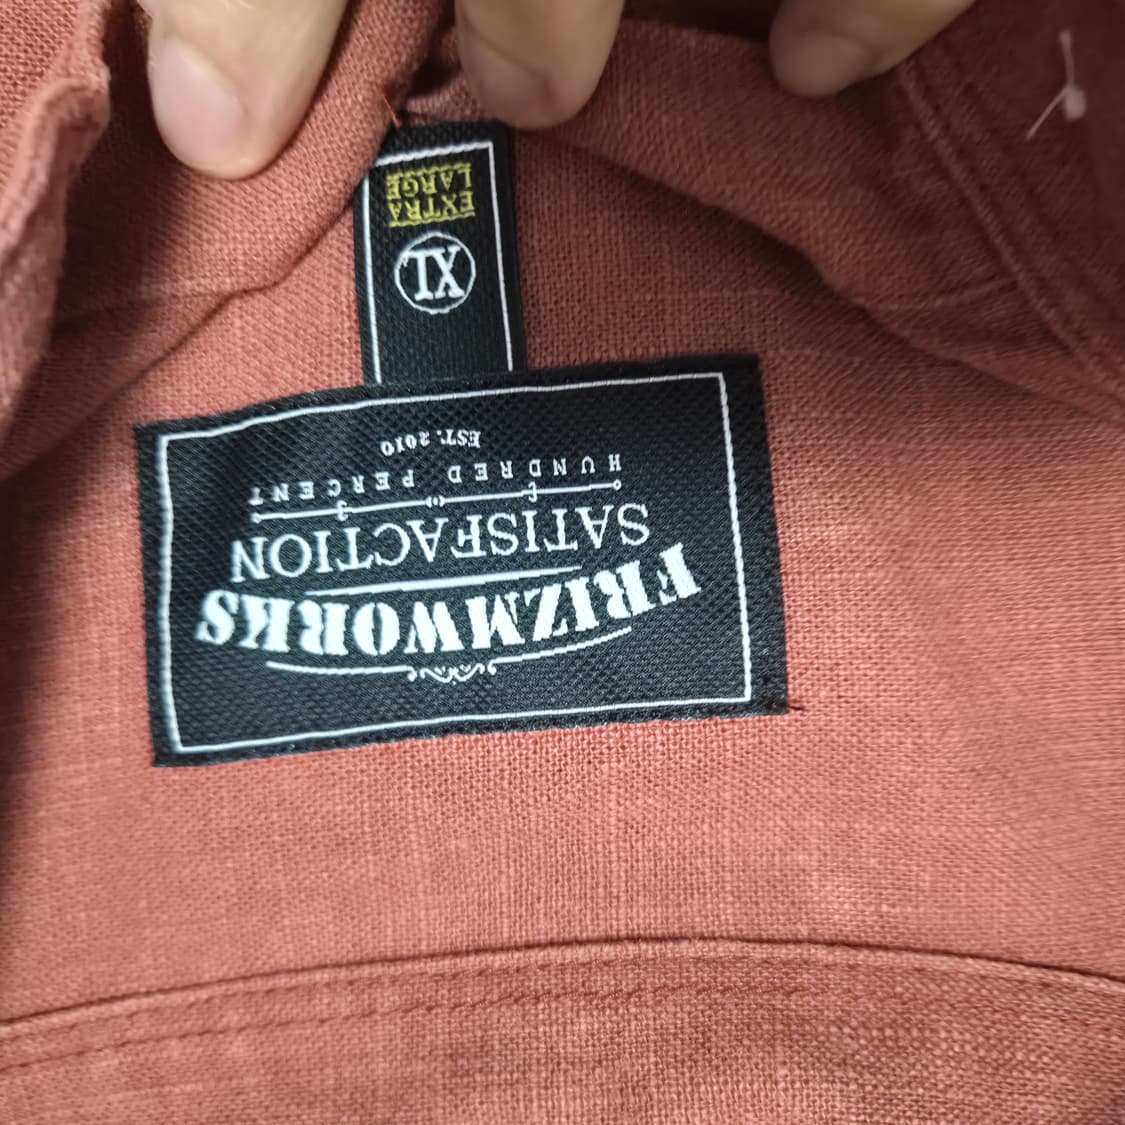 FRIZMWORKS
SATISFACTION
HUNDRED PERCENT
EST. 2010
XL
EXTRA
LARGE